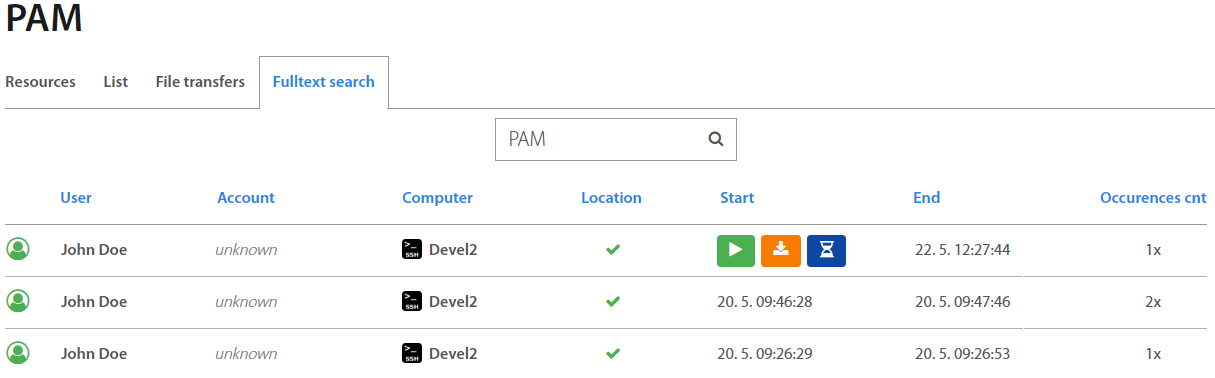 PAM
Resources List File transfers Fulltext search
PAM
User Account Computer Location Start End Occurences cnt
John Doe unknown >_ SSH Devel2 22. 5. 12:27:44 1x
John Doe unknown >_ SSH Devel2 20. 5. 09:46:28 20. 5. 09:47:46 2x
John Doe unknown >_ SSH Devel2 20. 5. 09:26:29 20. 5. 09:26:53 1x